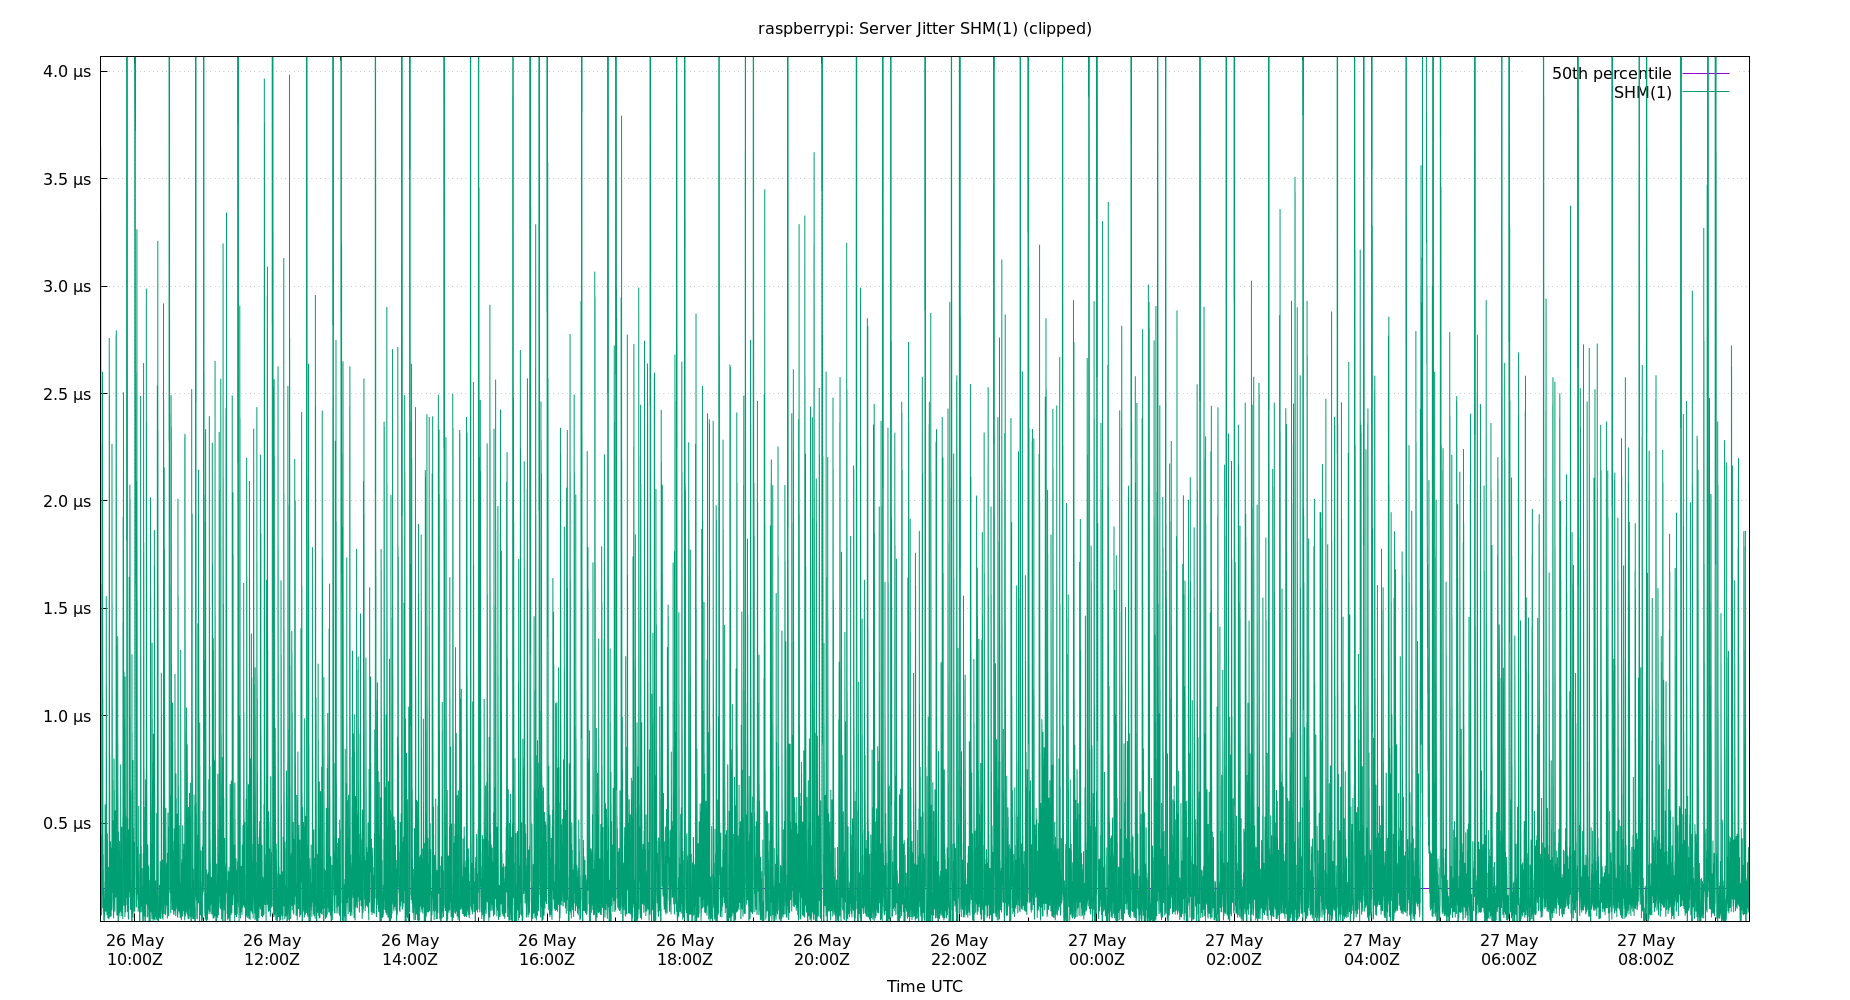 raspberrypi: Server Jitter SHM(1) (clipped)
4.0 µs
3.5 µs
3.0 µs
2.5 µs
2.0 µs
1.5 µs
1.0 µs
0.5 µs
50th percentile
SHM(1)
26 May 26 May 26 May 26 May 26 May 26 May 26 May 27 May 27 May 27 May 27 May 27 May
10:00Z 12:00Z 14:00Z 16:00Z 18:00Z 20:00Z 22:00Z 00:00Z 02:00Z 04:00Z 06:00Z 08:00Z
Time UTC